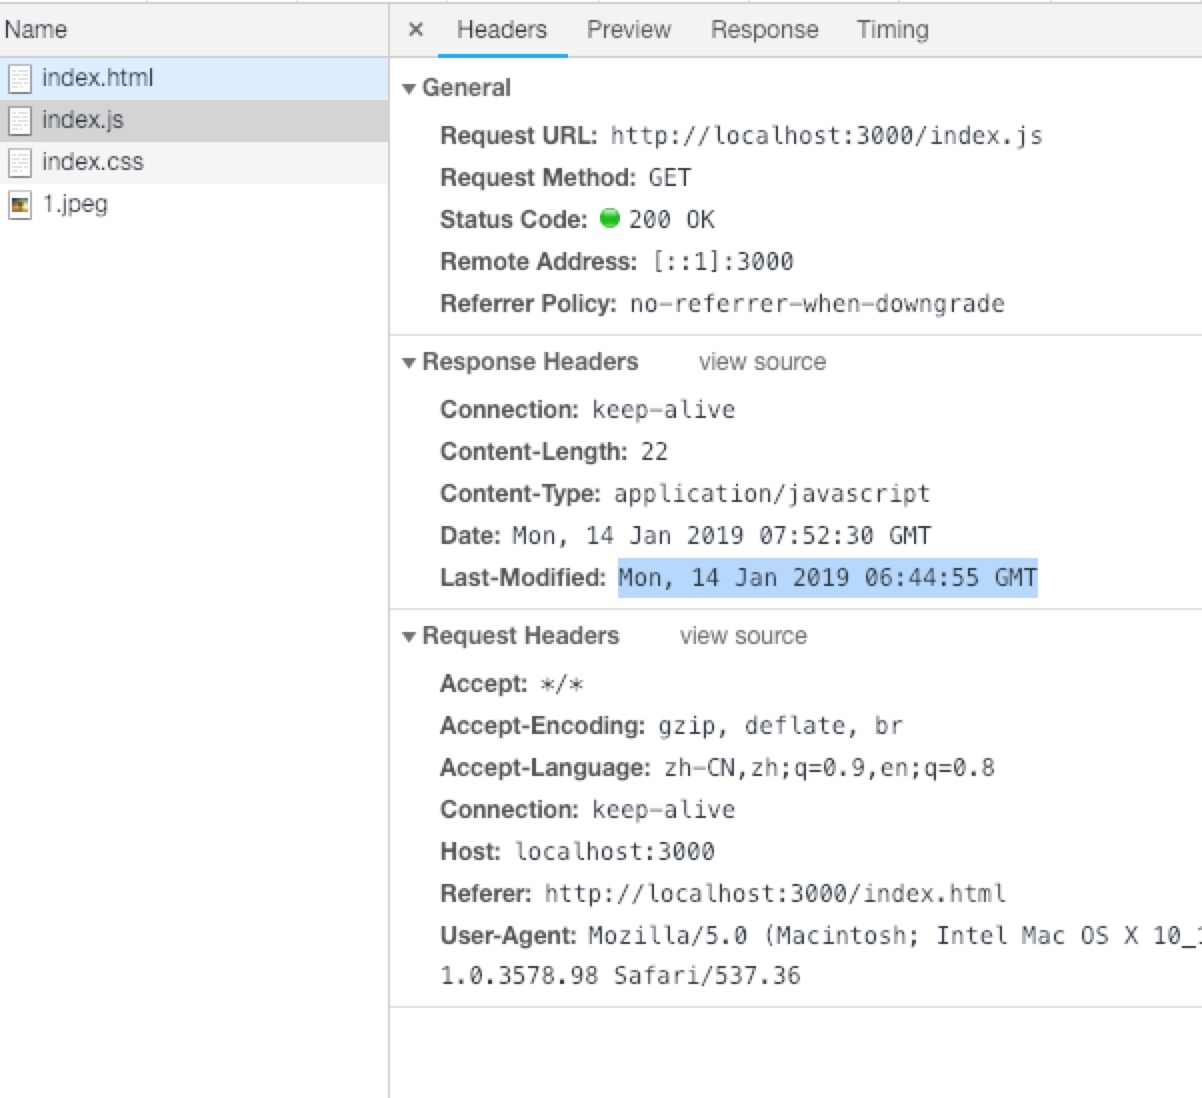 Name
index.html
index.js
index.css
1.jpeg
× Headers Preview Response Timing
▼ General
Request URL: http://localhost:3000/index.js
Request Method: GET
Status Code: 200 OK
Remote Address: [::1]:3000
Referrer Policy: no-referrer-when-downgrade
▼ Response Headers view source
Connection: keep-alive
Content-Length: 22
Content-Type: application/javascript
Date: Mon, 14 Jan 2019 07:52:30 GMT
Last-Modified: Mon, 14 Jan 2019 06:44:55 GMT
▼ Request Headers view source
Accept: */*
Accept-Encoding: gzip, deflate, br
Accept-Language: zh-CN,zh;q=0.9,en;q=0.8
Connection: keep-alive
Host: localhost:3000
Referer: http://localhost:3000/index.html
User-Agent: Mozilla/5.0 (Macintosh; Intel Mac OS X 10_
1.0.3578.98 Safari/537.36